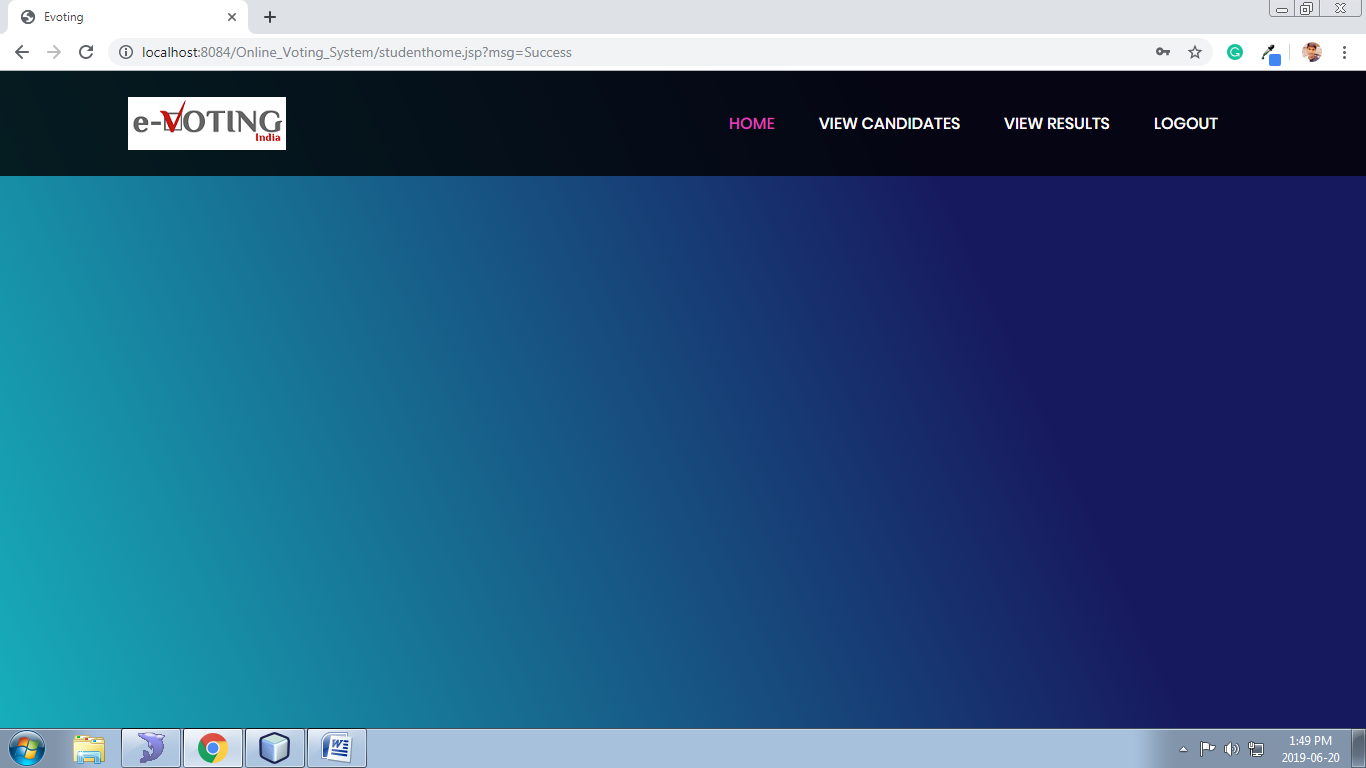 Evoting
localhost:8084/Online_Voting_System/studenthome.jsp?msg=Success
e-VOTING
India
HOME VIEW CANDIDATES VIEW RESULTS LOGOUT
1:49 PM
2019-06-20